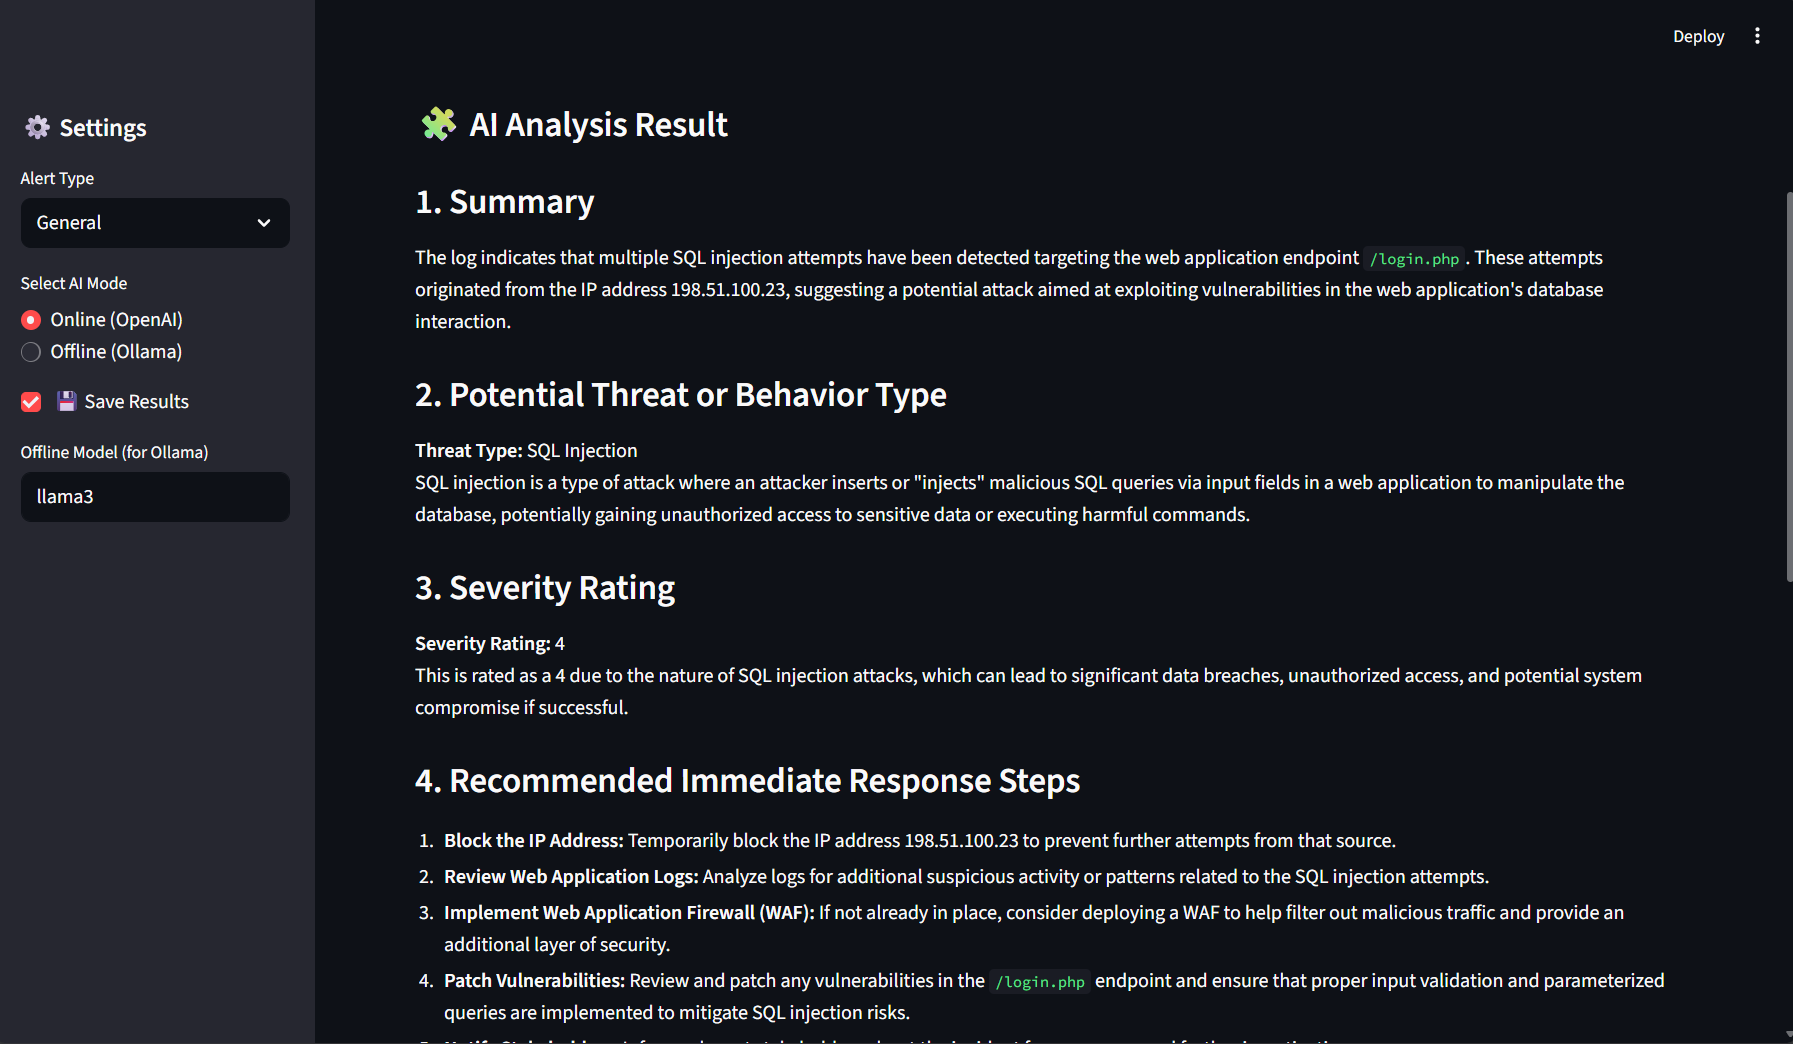 Deploy
Settings
Alert Type
General
Select AI Mode
Online (OpenAI)
Offline (Ollama)
Save Results
Offline Model (for Ollama)
llama3
AI Analysis Result
1. Summary
The log indicates that multiple SQL injection attempts have been detected targeting the web application endpoint /login.php. These attempts
originated from the IP address 198.51.100.23, suggesting a potential attack aimed at exploiting vulnerabilities in the web application's database
interaction.
2. Potential Threat or Behavior Type
Threat Type: SQL Injection
SQL injection is a type of attack where an attacker inserts or "injects" malicious SQL queries via input fields in a web application to manipulate the
database, potentially gaining unauthorized access to sensitive data or executing harmful commands.
3. Severity Rating
Severity Rating: 4
This is rated as a 4 due to the nature of SQL injection attacks, which can lead to significant data breaches, unauthorized access, and potential system
compromise if successful.
4. Recommended Immediate Response Steps
1. Block the IP Address: Temporarily block the IP address 198.51.100.23 to prevent further attempts from that source.
2. Review Web Application Logs: Analyze logs for additional suspicious activity or patterns related to the SQL injection attempts.
3. Implement Web Application Firewall (WAF): If not already in place, consider deploying a WAF to help filter out malicious traffic and provide an
additional layer of security.
4. Patch Vulnerabilities: Review and patch any vulnerabilities in the /login.php endpoint and ensure that proper input validation and parameterized
queries are implemented to mitigate SQL injection risks.